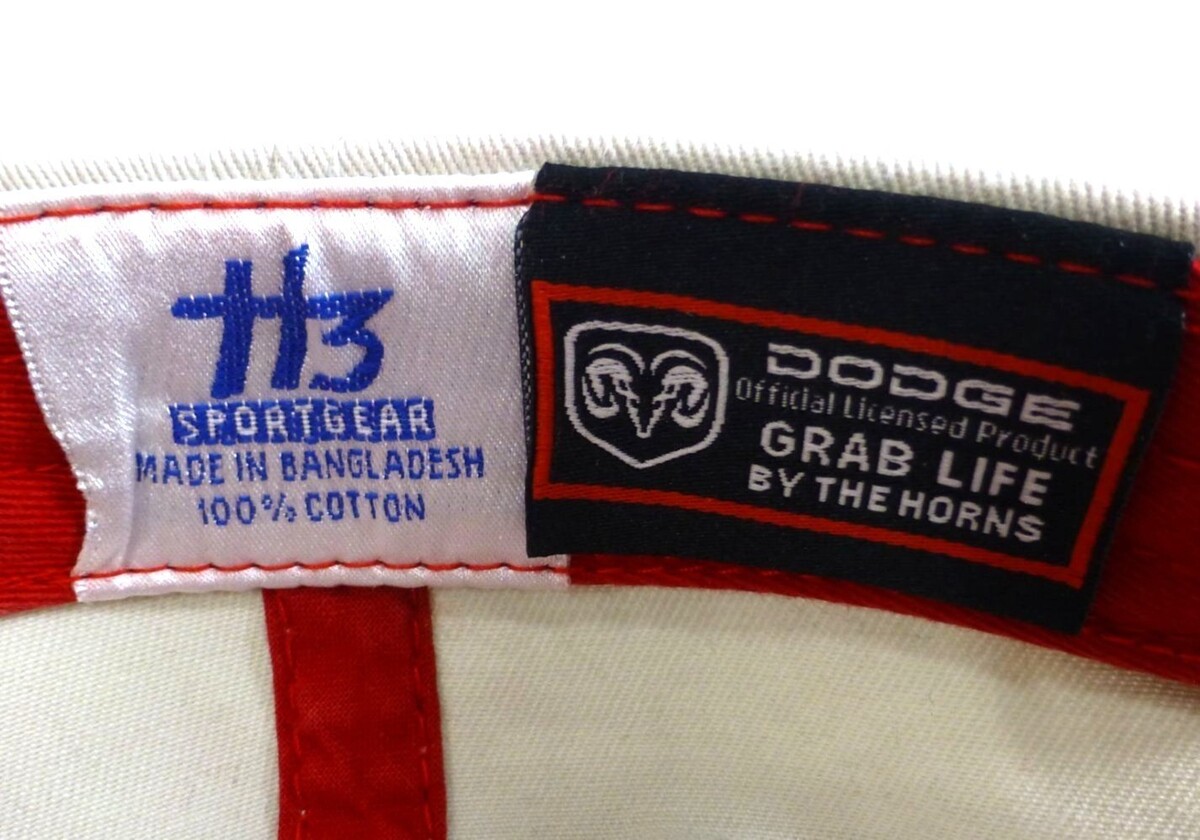 H3
SPORTGEAR
MADE IN BANGLADESH
100% COTTON
DODGE
Official Licensed Product
GRAB LIFE
BY THE HORNS